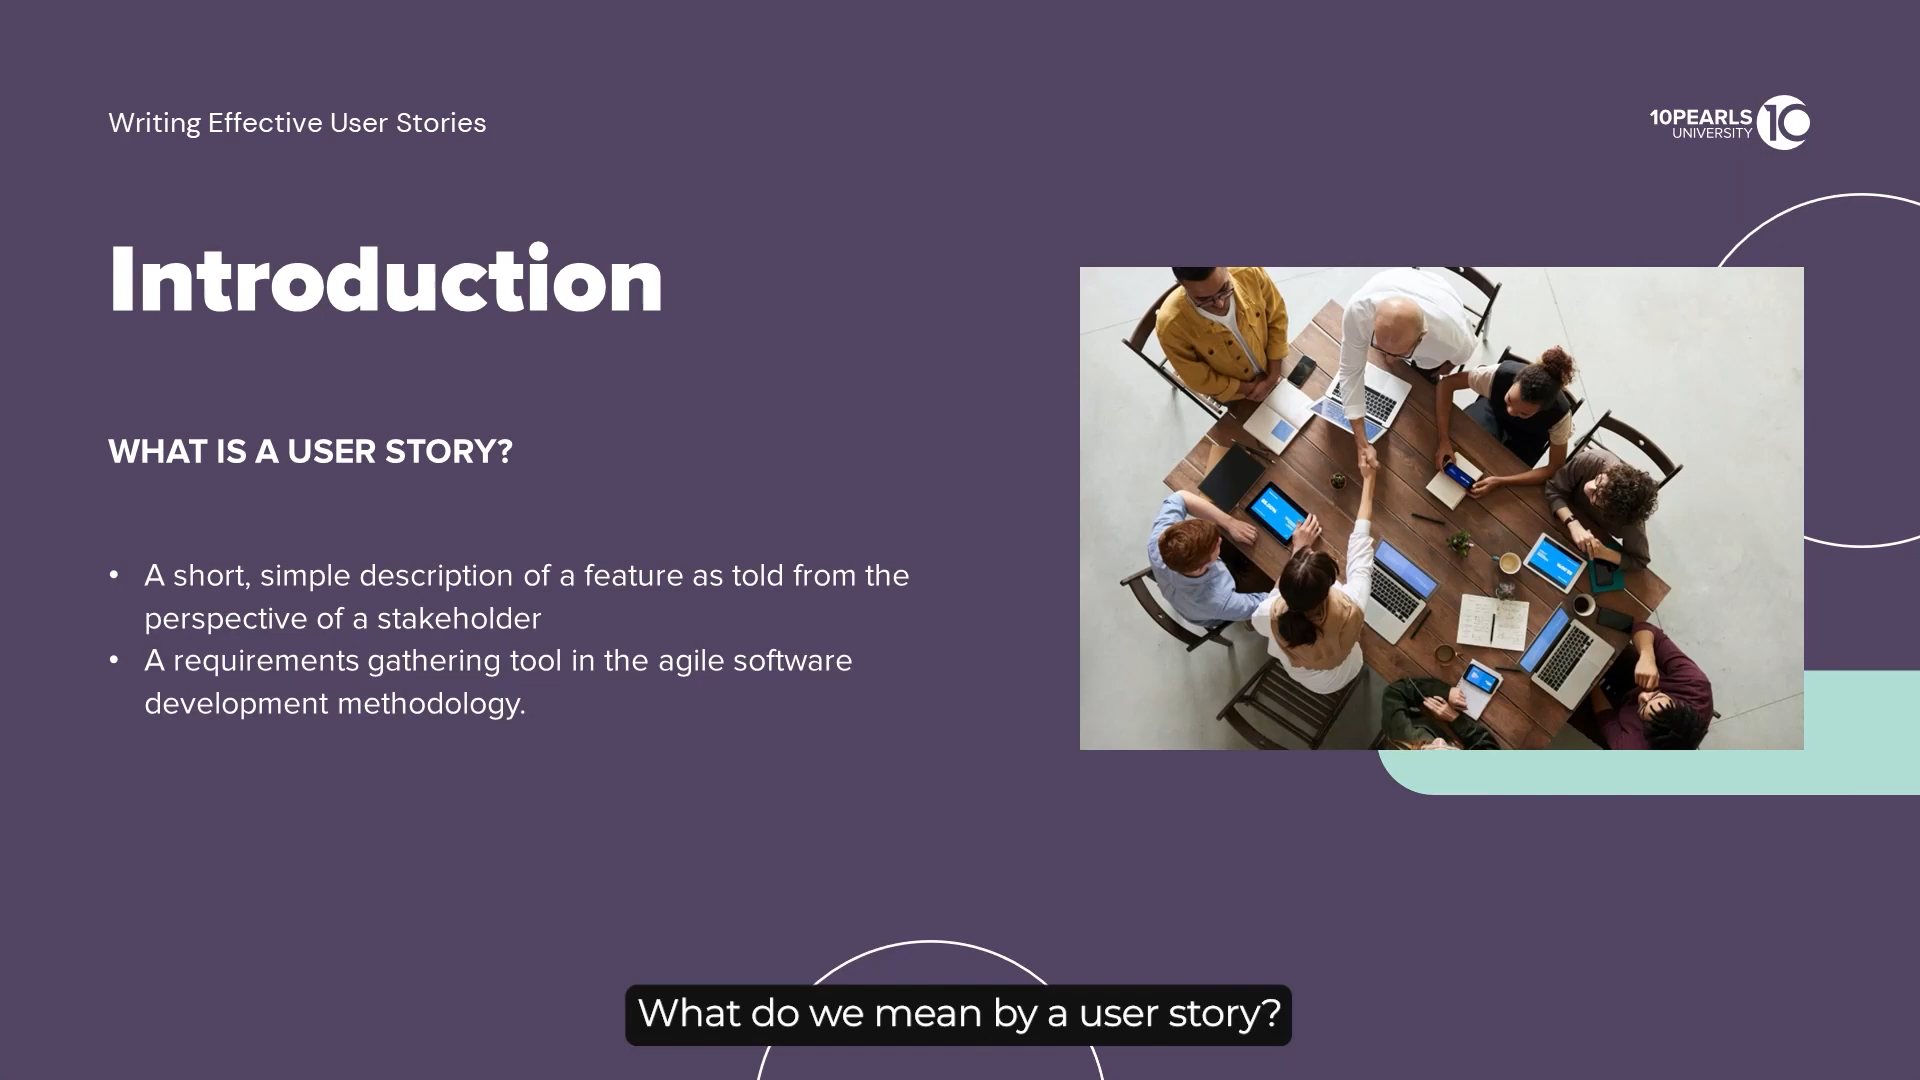 Writing Effective User Stories
10PEARLS
UNIVERSITY
10
Introduction
WHAT IS A USER STORY?
• A short, simple description of a feature as told from the
perspective of a stakeholder
• A requirements gathering tool in the agile software
development methodology.
What do we mean by a user story?